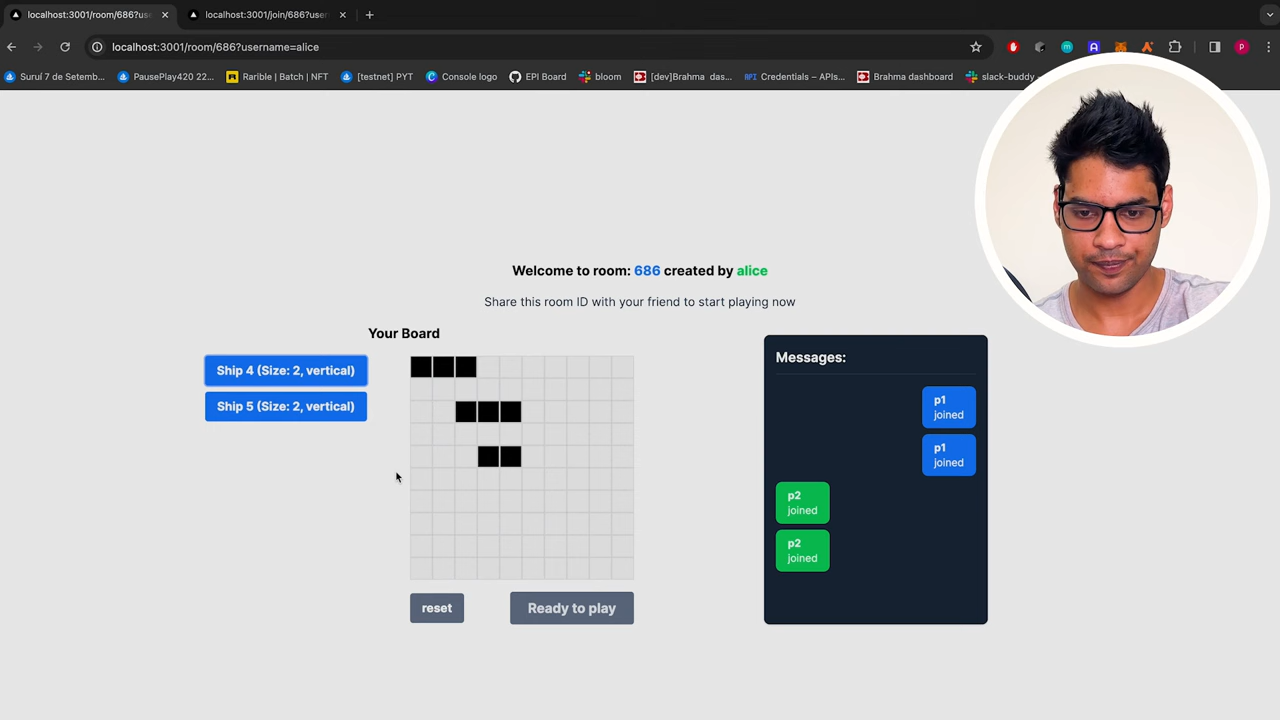 localhost:3001/room/686?usern
localhost:3001/join/686?user
localhost:3001/room/686?username=alice
Suruí 7 de Setemb...
PausePlay420 22...
Rarible | Batch | NFT
[testnet] PYT
Console logo
EPI Board
bloom
[dev]Brahma das...
Credentials – APIs...
Brahma dashboard
slack-buddy
Welcome to room: 686 created by alice
Share this room ID with your friend to start playing now
Your Board
Ship 4 (Size: 2, vertical)
Ship 5 (Size: 2, vertical)
reset
Ready to play
Messages:
p1
joined
p1
joined
p2
joined
p2
joined